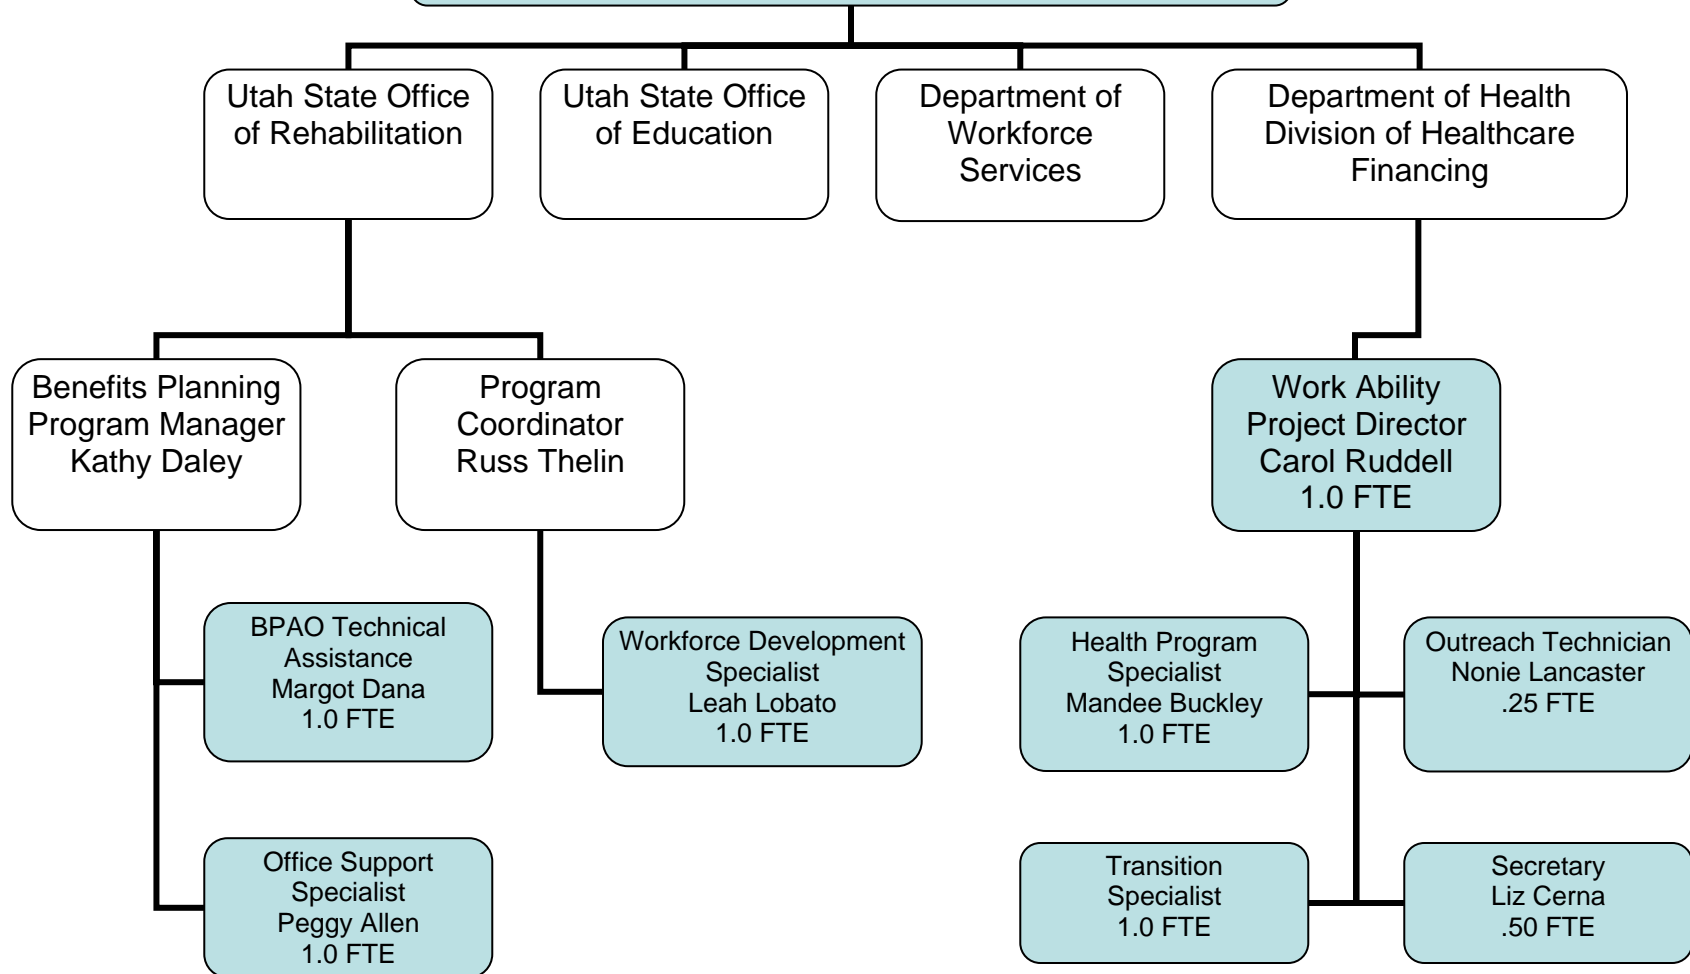 Utah State Office
of Rehabilitation
Utah State Office
of Education
Department of
Workforce
Services
Department of Health
Division of Healthcare
Financing
Benefits Planning
Program Manager
Kathy Daley
Program
Coordinator
Russ Thelin
Work Ability
Project Director
Carol Ruddell
1.0 FTE
BPAO Technical
Assistance
Margot Dana
1.0 FTE
Workforce Development
Specialist
Leah Lobato
1.0 FTE
Health Program
Specialist
Mandee Buckley
1.0 FTE
Outreach Technician
Nonie Lancaster
.25 FTE
Office Support
Specialist
Peggy Allen
1.0 FTE
Transition
Specialist
1.0 FTE
Secretary
Liz Cerna
.50 FTE